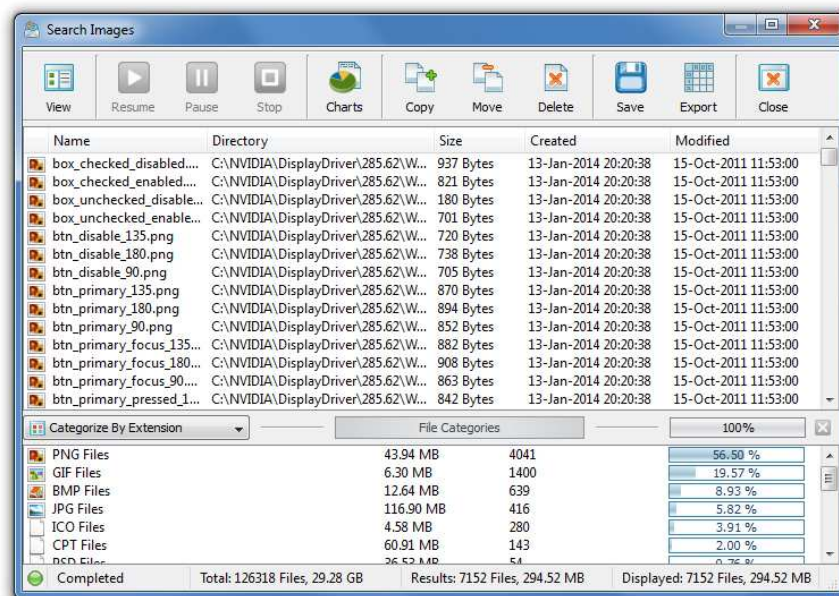 Search Images
View Resume Pause Stop Charts Copy Move Delete Save Export Close
Name Directory Size Created Modified
box_checked_disabled.... C:\NVIDIA\DisplayDriver\285.62\W... 937 Bytes 13-Jan-2014 20:20:38 15-Oct-2011 11:53:00
box_checked_enabled.... C:\NVIDIA\DisplayDriver\285.62\W... 821 Bytes 13-Jan-2014 20:20:38 15-Oct-2011 11:53:00
box_unchecked_disable... C:\NVIDIA\DisplayDriver\285.62\W... 180 Bytes 13-Jan-2014 20:20:38 15-Oct-2011 11:53:00
box_unchecked_enable... C:\NVIDIA\DisplayDriver\285.62\W... 701 Bytes 13-Jan-2014 20:20:38 15-Oct-2011 11:53:00
btn_disable_135.png C:\NVIDIA\DisplayDriver\285.62\W... 720 Bytes 13-Jan-2014 20:20:38 15-Oct-2011 11:53:00
btn_disable_180.png C:\NVIDIA\DisplayDriver\285.62\W... 738 Bytes 13-Jan-2014 20:20:38 15-Oct-2011 11:53:00
btn_disable_90.png C:\NVIDIA\DisplayDriver\285.62\W... 705 Bytes 13-Jan-2014 20:20:38 15-Oct-2011 11:53:00
btn_primary_135.png C:\NVIDIA\DisplayDriver\285.62\W... 870 Bytes 13-Jan-2014 20:20:38 15-Oct-2011 11:53:00
btn_primary_180.png C:\NVIDIA\DisplayDriver\285.62\W... 894 Bytes 13-Jan-2014 20:20:38 15-Oct-2011 11:53:00
btn_primary_90.png C:\NVIDIA\DisplayDriver\285.62\W... 852 Bytes 13-Jan-2014 20:20:38 15-Oct-2011 11:53:00
btn_primary_focus_135... C:\NVIDIA\DisplayDriver\285.62\W... 882 Bytes 13-Jan-2014 20:20:38 15-Oct-2011 11:53:00
btn_primary_focus_180... C:\NVIDIA\DisplayDriver\285.62\W... 908 Bytes 13-Jan-2014 20:20:38 15-Oct-2011 11:53:00
btn_primary_focus_90.... C:\NVIDIA\DisplayDriver\285.62\W... 863 Bytes 13-Jan-2014 20:20:38 15-Oct-2011 11:53:00
btn_primary_pressed_1... C:\NVIDIA\DisplayDriver\285.62\W... 842 Bytes 13-Jan-2014 20:20:38 15-Oct-2011 11:53:00
Categorize By Extension File Categories 100%
PNG Files 43.94 MB 4041 56.50 %
GIF Files 6.30 MB 1400 19.57 %
BMP Files 12.64 MB 639 8.93 %
JPG Files 116.90 MB 416 5.82 %
ICO Files 4.58 MB 280 3.91 %
CPT Files 60.91 MB 143 2.00 %
PSD Files 36.53 MB 54 0.76 %
Completed Total: 126318 Files, 29.28 GB Results: 7152 Files, 294.52 MB Displayed: 7152 Files, 294.52 MB